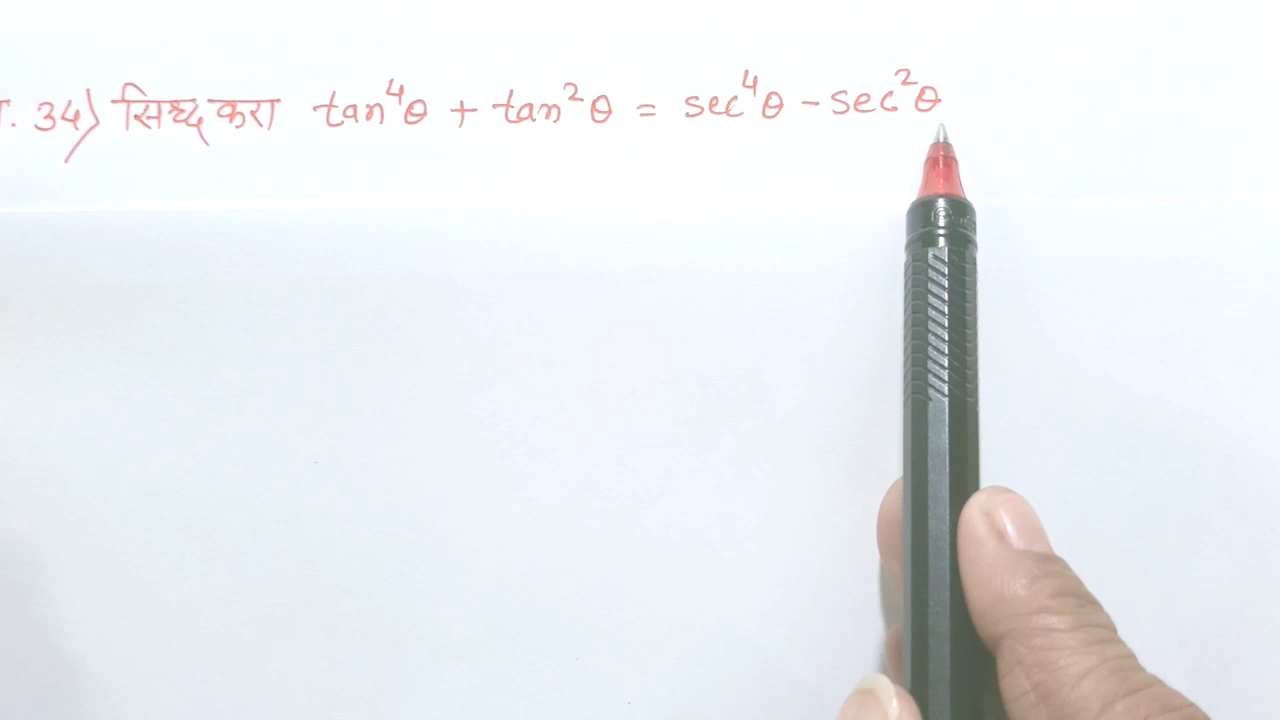 . 34) सिध्द करा tan⁴θ + tan²θ = sec⁴θ - sec²θ